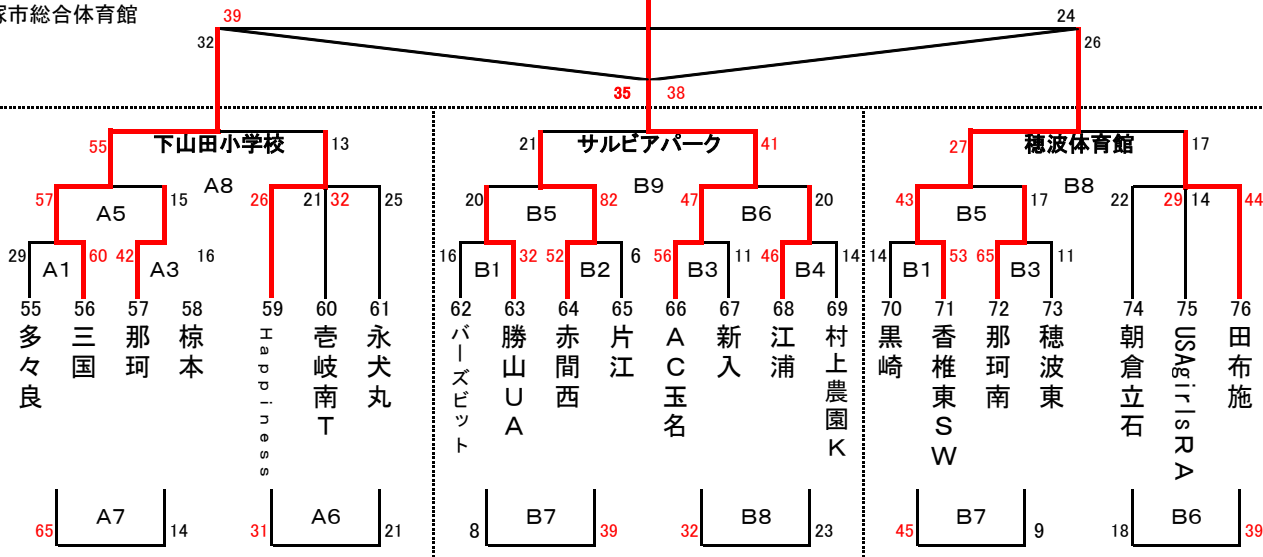 塚市総合体育館
39
24
32
26
35
38
55
下山田小学校
13
21
サルビアパーク
41
27
穂波体育館
17
A8
B9
B8
57
15
26
21
32
25
20
82
47
20
43
17
22
29
14
44
A5
B5
B6
B5
29
60
42
16
16
32
52
6
56
11
46
14
14
53
65
11
A1
A3
B1
B2
B3
B4
B1
B3
55
56
57
58
59
60
61
62
63
64
65
66
67
68
69
70
71
72
73
74
75
76
多々良
三国
那珂
椋本
Ｈａｐｐｉｎｅｓｓ
壱岐南Ｔ
永犬丸
バーズビット
勝山ＵＡ
赤間西
片江
ＡＣ玉名
新入
江浦
村上農園Ｋ
黒崎
香椎東ＳＷ
那珂南
穂波東
朝倉立石
USAgirlsＲＡ
田布施
65
A7
14
31
A6
21
8
B7
39
32
B8
23
45
B7
9
18
B6
39